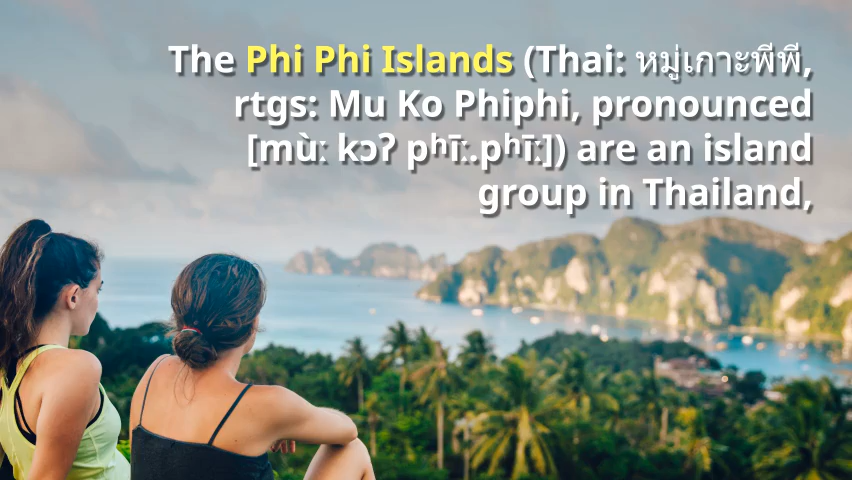 The Phi Phi Islands (Thai: หมู่เกาะพีพี,
rtgs: Mu Ko Phiphi, pronounced
[mùː kɔʔ pʰīː.pʰīː]) are an island
group in Thailand,